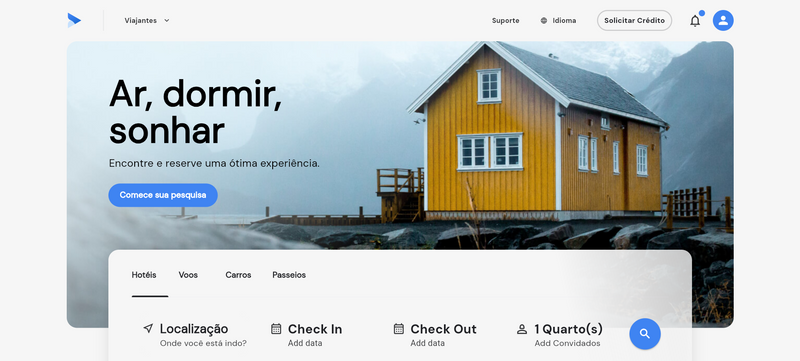 Viajantes
Suporte
Idioma
Solicitar Crédito
Ar, dormir,
sonhar
Encontre e reserve uma ótima experiência.
Comece sua pesquisa
Hotéis Voos Carros Passeios
Localização Check In Check Out 1 Quarto(s)
Onde você está indo? Add data Add data Add Convidados